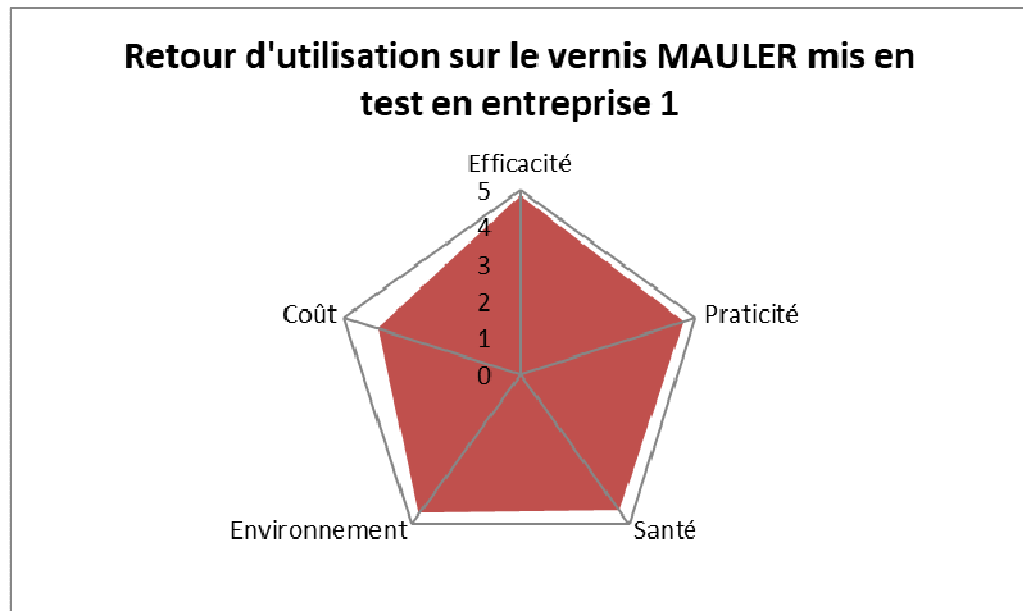 Retour d'utilisation sur le vernis MAULER mis en
test en entreprise 1
Efficacité
5
4
3
2
1
0
Coût
Praticité
Environnement
Santé